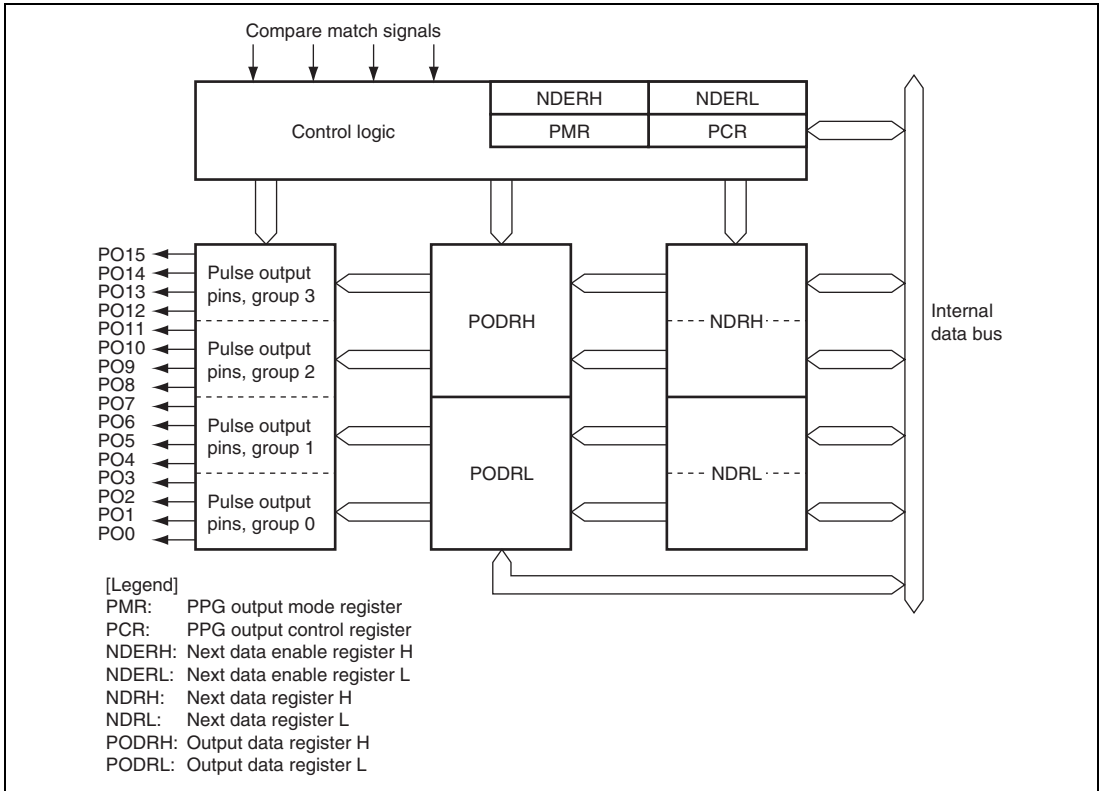 Compare match signals
NDERH
NDERL
Control logic
PMR
PCR
PO15
PO14
PO13
PO12
PO11
PO10
PO9
PO8
PO7
PO6
PO5
PO4
PO3
PO2
PO1
PO0
Pulse output
pins, group 3
Pulse output
pins, group 2
Pulse output
pins, group 1
Pulse output
pins, group 0
PODRH
PODRL
NDRH
NDRL
Internal
data bus
[Legend]
PMR: PPG output mode register
PCR: PPG output control register
NDERH: Next data enable register H
NDERL: Next data enable register L
NDRH: Next data register H
NDRL: Next data register L
PODRH: Output data register H
PODRL: Output data register L